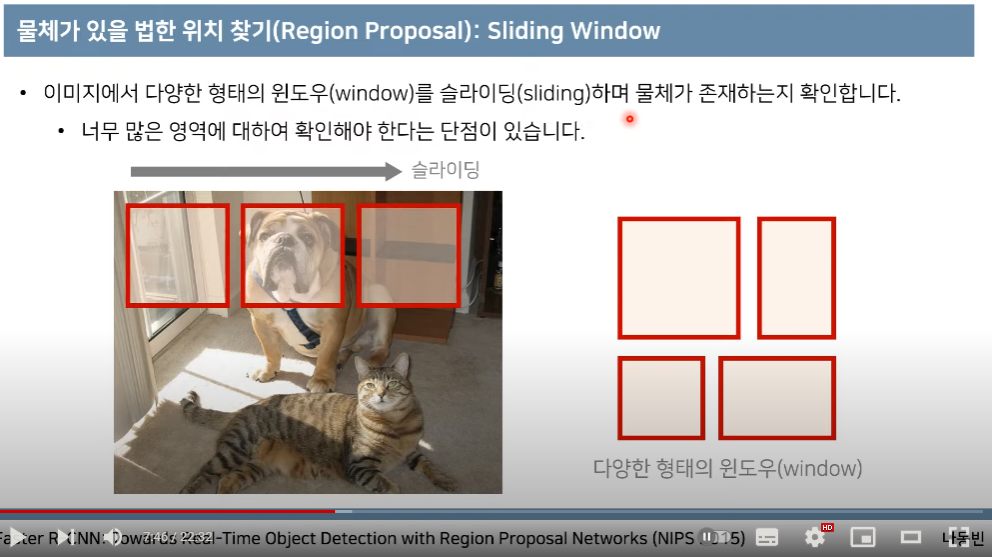 물체가 있을 법한 위치 찾기(Region Proposal): Sliding Window
• 이미지에서 다양한 형태의 윈도우(window)를 슬라이딩(sliding)하며 물체가 존재하는지 확인합니다.
• 너무 많은 영역에 대하여 확인해야 한다는 단점이 있습니다.
슬라이딩
다양한 형태의 윈도우(window)
HD
7:46 / 22:32
Faster R-CNN: Towards Real-Time Object Detection with Region Proposal Networks (NIPS 2015)
나동빈